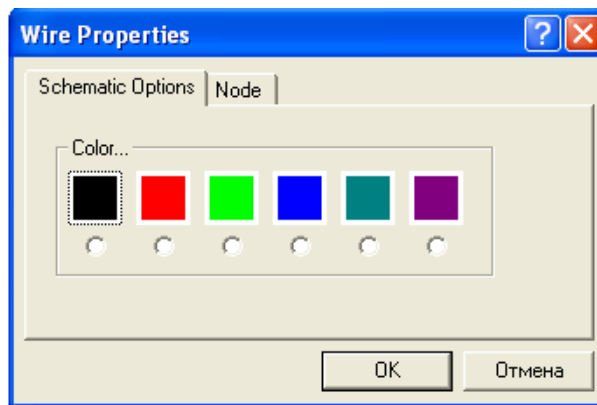 Wire Properties
Schematic Options Node
Color...
OK Отмена